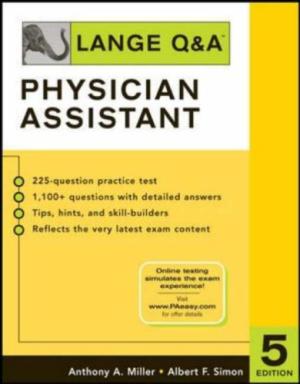 LANGE Q&A™
PHYSICIAN
ASSISTANT
225-question practice test
1,100+ questions with detailed answers
Tips, hints, and skill-builders
Reflects the very latest exam content
Online testing
simulates the exam
experience!
Visit
www.PAeasy.com
for offer details
5
EDITION
Anthony A. Miller • Albert F. Simon